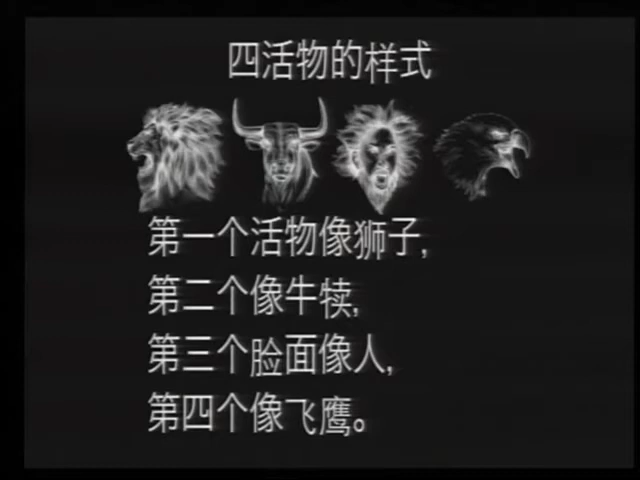 四活物的样式
第一个活物像狮子,
第二个像牛犊,
第三个脸面像人,
第四个像飞鹰。